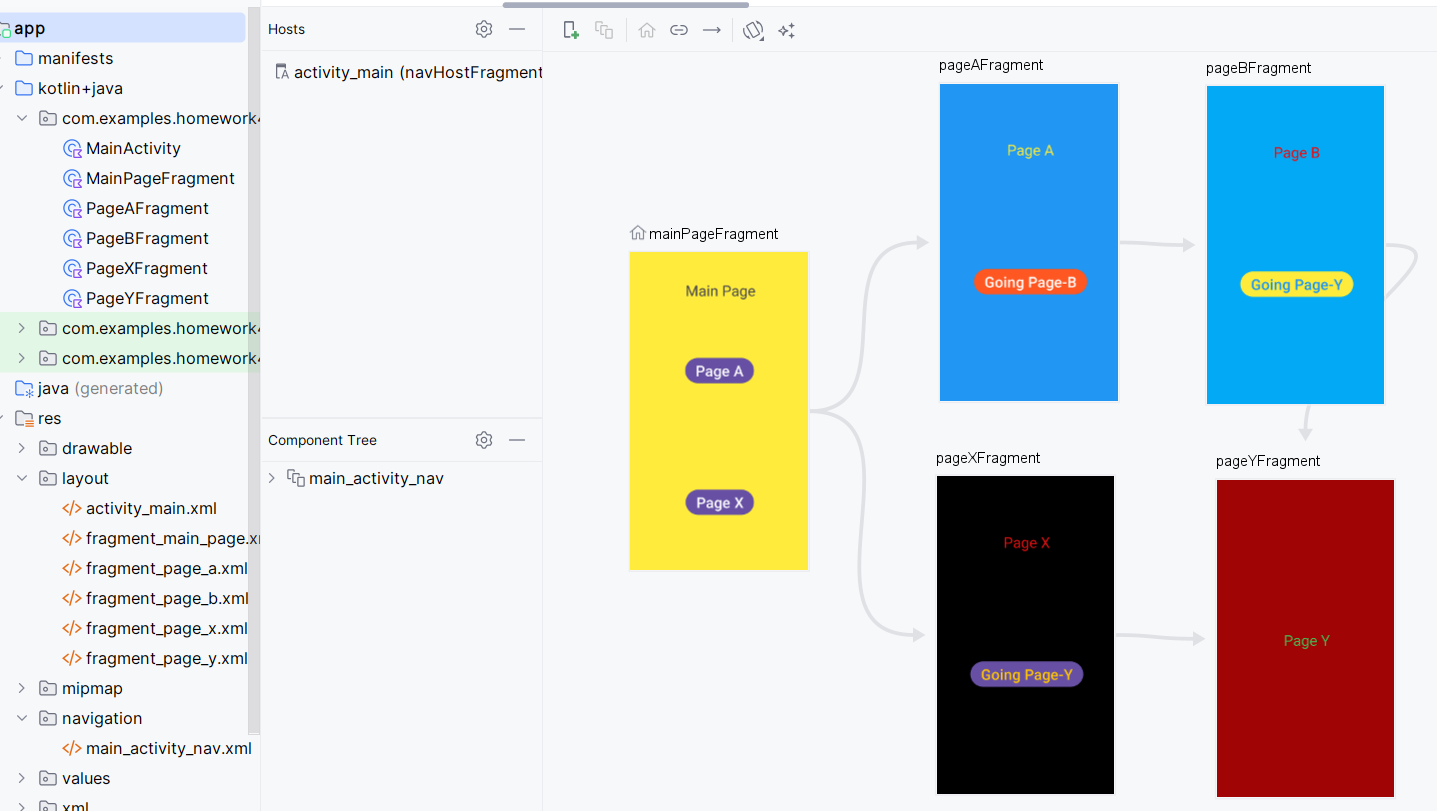 app
manifests
kotlin+java
com.examples.homework
MainActivity
MainPageFragment
PageAFragment
PageBFragment
PageXFragment
PageYFragment
com.examples.homework
com.examples.homework
java (generated)
res
drawable
layout
activity_main.xml
fragment_main_page.x
fragment_page_a.xml
fragment_page_b.xml
fragment_page_x.xml
fragment_page_y.xml
mipmap
navigation
main_activity_nav.xml
values
xml
Hosts
activity_main (navHostFragment
Component Tree
main_activity_nav
mainPageFragment
Main Page
Page A
Page X
pageAFragment
Page A
Going Page-B
pageBFragment
Page B
Going Page-Y
pageXFragment
Page X
Going Page-Y
pageYFragment
Page Y